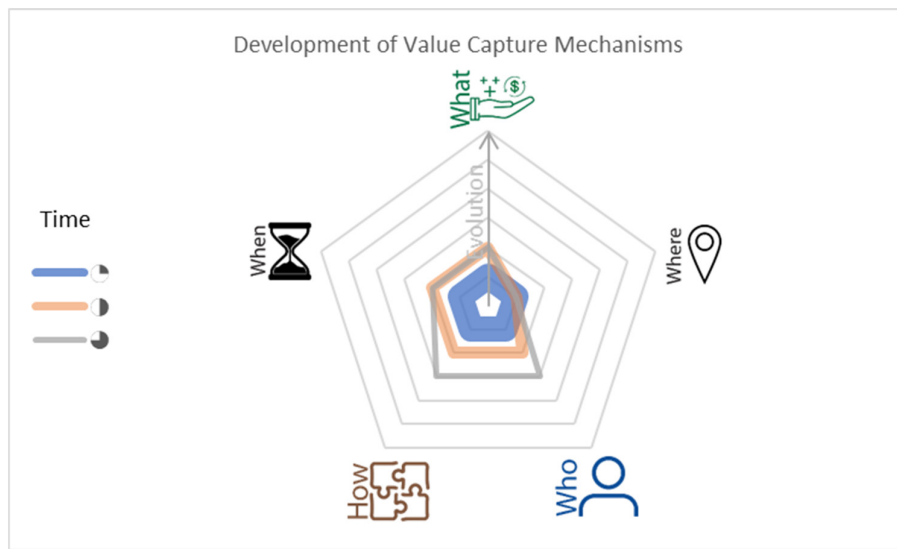 Development of Value Capture Mechanisms
What
$
Evolution
Time
When
Where
How
Who